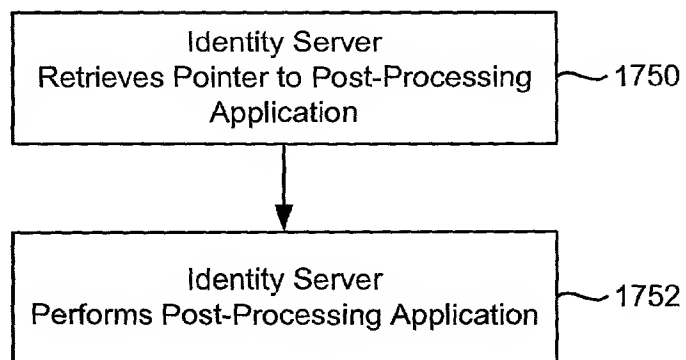 Identity Server
Retrieves Pointer to Post-Processing
Application
1750
Identity Server
Performs Post-Processing Application
1752